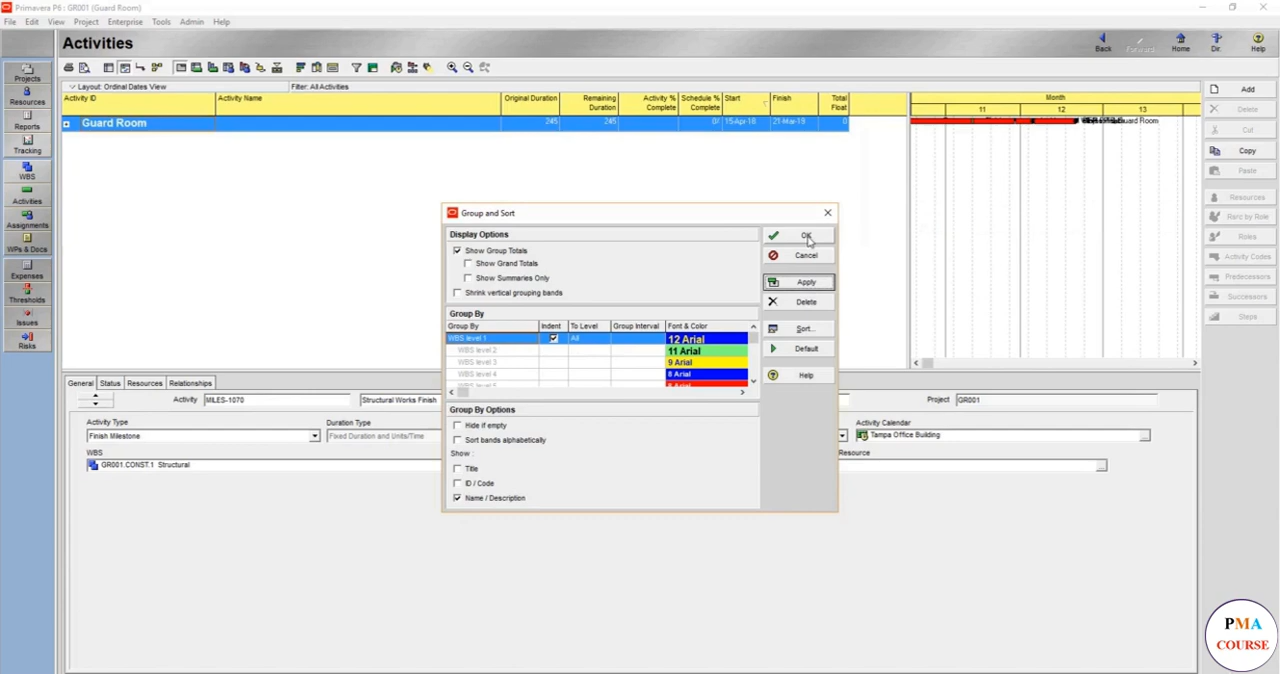 Primavera P6 : GR001 (Guard Room)
File Edit View Project Enterprise Tools Admin Help
Activities
Back Forward Home Dir. Help
Projects
Resources
Reports
Tracking
WBS
Activities
Assignments
WPs & Docs
Expenses
Thresholds
Issues
Risks
Layout: Ordinal Dates View Filter: All Activities
Activity ID Activity Name Original Duration Remaining Duration Activity % Complete Schedule % Complete Start Finish Total Float
Month
11 12 13
Guard Room 245 245 15-Apr-18 21-Mar-19 0
Guard Room
Add
Delete
Cut
Copy
Paste
Resources
Rsrc by Role
Roles
Activity Codes
Predecessors
Successors
Steps
Group and Sort
Display Options
Show Group Totals
Show Grand Totals
Show Summaries Only
Shrink vertical grouping bands
OK
Cancel
Apply
Delete
Sort...
Default
Help
Group By
Group By Indent To Level Group Interval Font & Color
WBS level 1 All 12 Arial
WBS level 2 11 Arial
WBS level 3 9 Arial
WBS level 4 8 Arial
WBS level 5
Group By Options
Hide if empty
Sort bands alphabetically
Show :
Title
ID / Code
Name / Description
General Status Resources Relationships
Activity MILES-1070 Structural Works Finish Project GR001
Activity Type Duration Type Activity Calendar
Finish Milestone Fixed Duration and Units/Time Tampa Office Building
WBS Resource
GR001.CONST.1 Structural
PMA
COURSE